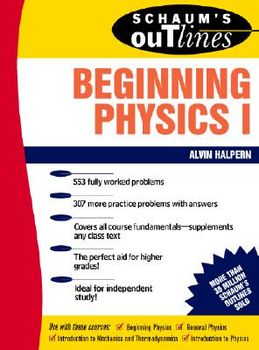 SCHAUM'S
OUTlines
BEGINNING
PHYSICS I
ALVIN HALPERN
553 fully worked problems
307 more practice problems with answers
Covers all course fundamentals—supplements
any class text
The perfect aid for higher
grades!
Ideal for independent
study!
MORE THAN
30 MILLION
SCHAUM'S
OUTLINES
SOLD
Use with these courses: Beginning Physics General Physics
Introduction to Mechanics and Thermodynamics Introduction to Physics